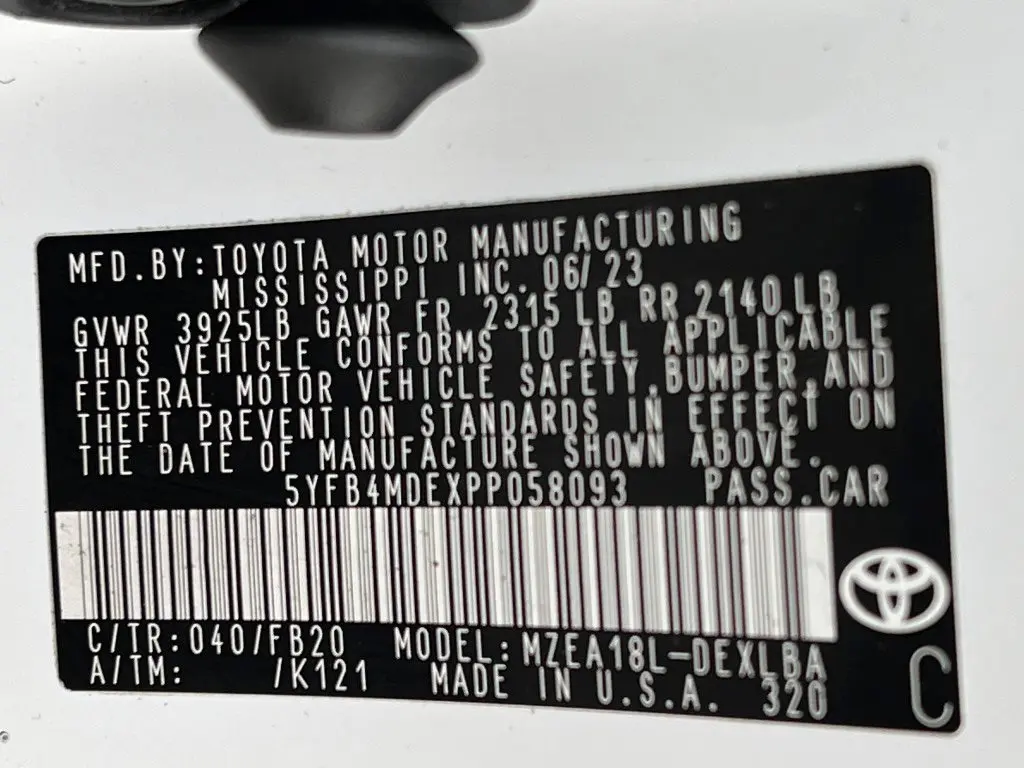 MFD.BY:TOYOTA MOTOR MANUFACTURING
MISSISSIPPI INC. 06/23
GVWR 3925LB GAWR FR 2315 LB RR 2140 LB
THIS VEHICLE CONFORMS TO ALL APPLICABLE
FEDERAL MOTOR VEHICLE SAFETY,BUMPER,AND
THEFT PREVENTION STANDARDS IN EFFECT ON
THE DATE OF MANUFACTURE SHOWN ABOVE.
5YFB4MDEXPP058093 PASS.CAR
C/TR:040/FB20 MODEL:MZEA18L-DEXLBA
A/TM: /K121 MADE IN U.S.A. 320
C